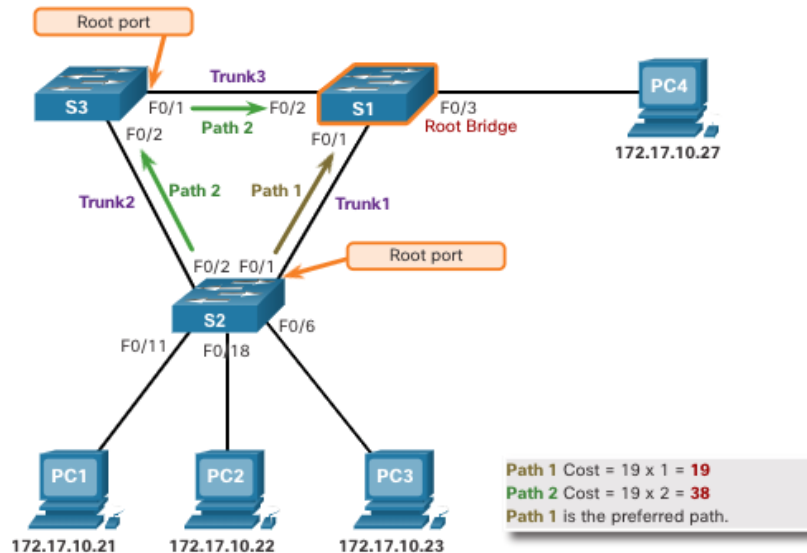 Root port
Trunk3
S3
S1
PC4
F0/1
F0/2
F0/3
Path 2
Root Bridge
F0/2
F0/1
172.17.10.27
Path 2
Path 1
Trunk2
Trunk1
F0/2 F0/1
Root port
S2
F0/6
F0/11
F0/18
PC1
PC2
PC3
Path 1 Cost = 19 x 1 = 19
Path 2 Cost = 19 x 2 = 38
Path 1 is the preferred path.
172.17.10.21
172.17.10.22
172.17.10.23